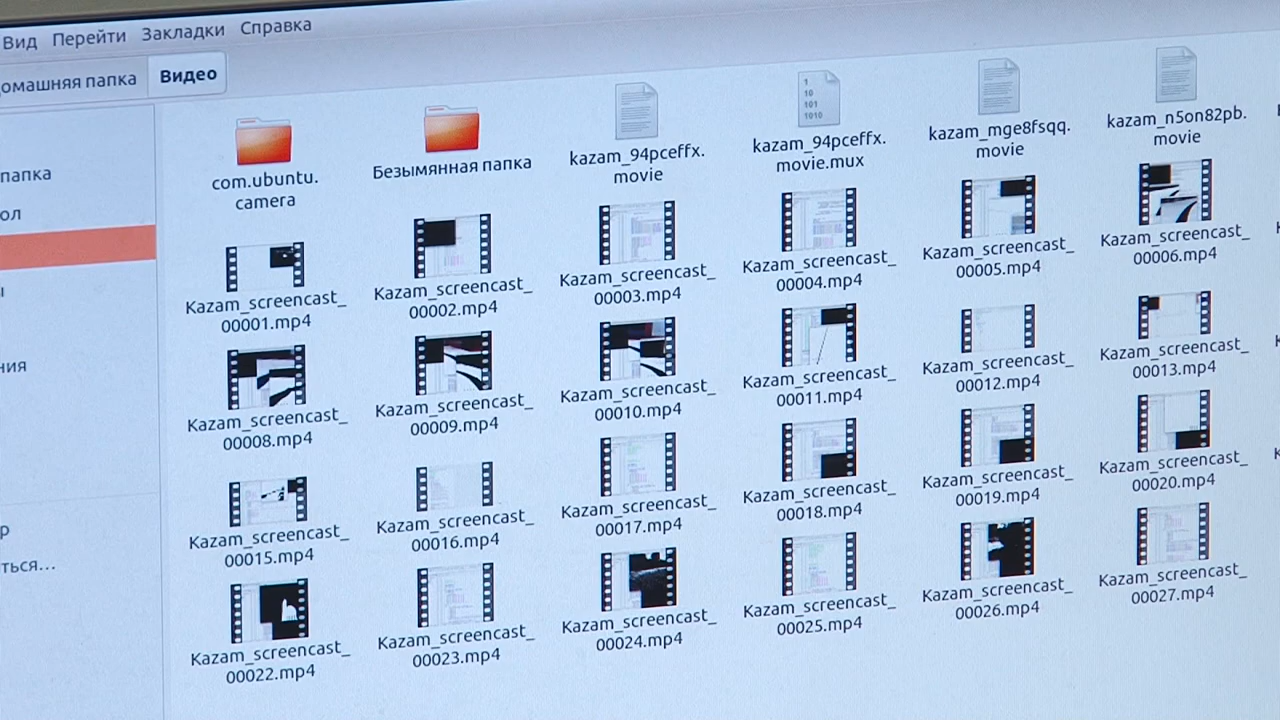 Вид Перейти Закладки Справка
омашняя папка Видео
папка
ол
ы
ния
р
ться...
com.ubuntu.
camera
Безымянная папка
kazam_94pceffx.
movie
kazam_94pceffx.
movie.mux
kazam_mge8fsqq.
movie
kazam_n5on82pb.
movie
Kazam_screencast_
00001.mp4
Kazam_screencast_
00002.mp4
Kazam_screencast_
00003.mp4
Kazam_screencast_
00004.mp4
Kazam_screencast_
00005.mp4
Kazam_screencast_
00006.mp4
Kazam_screencast_
00008.mp4
Kazam_screencast_
00009.mp4
Kazam_screencast_
00010.mp4
Kazam_screencast_
00011.mp4
Kazam_screencast_
00012.mp4
Kazam_screencast_
00013.mp4
Kazam_screencast_
00015.mp4
Kazam_screencast_
00016.mp4
Kazam_screencast_
00017.mp4
Kazam_screencast_
00018.mp4
Kazam_screencast_
00019.mp4
Kazam_screencast_
00020.mp4
Kazam_screencast_
00022.mp4
Kazam_screencast_
00023.mp4
Kazam_screencast_
00024.mp4
Kazam_screencast_
00025.mp4
Kazam_screencast_
00026.mp4
Kazam_screencast_
00027.mp4